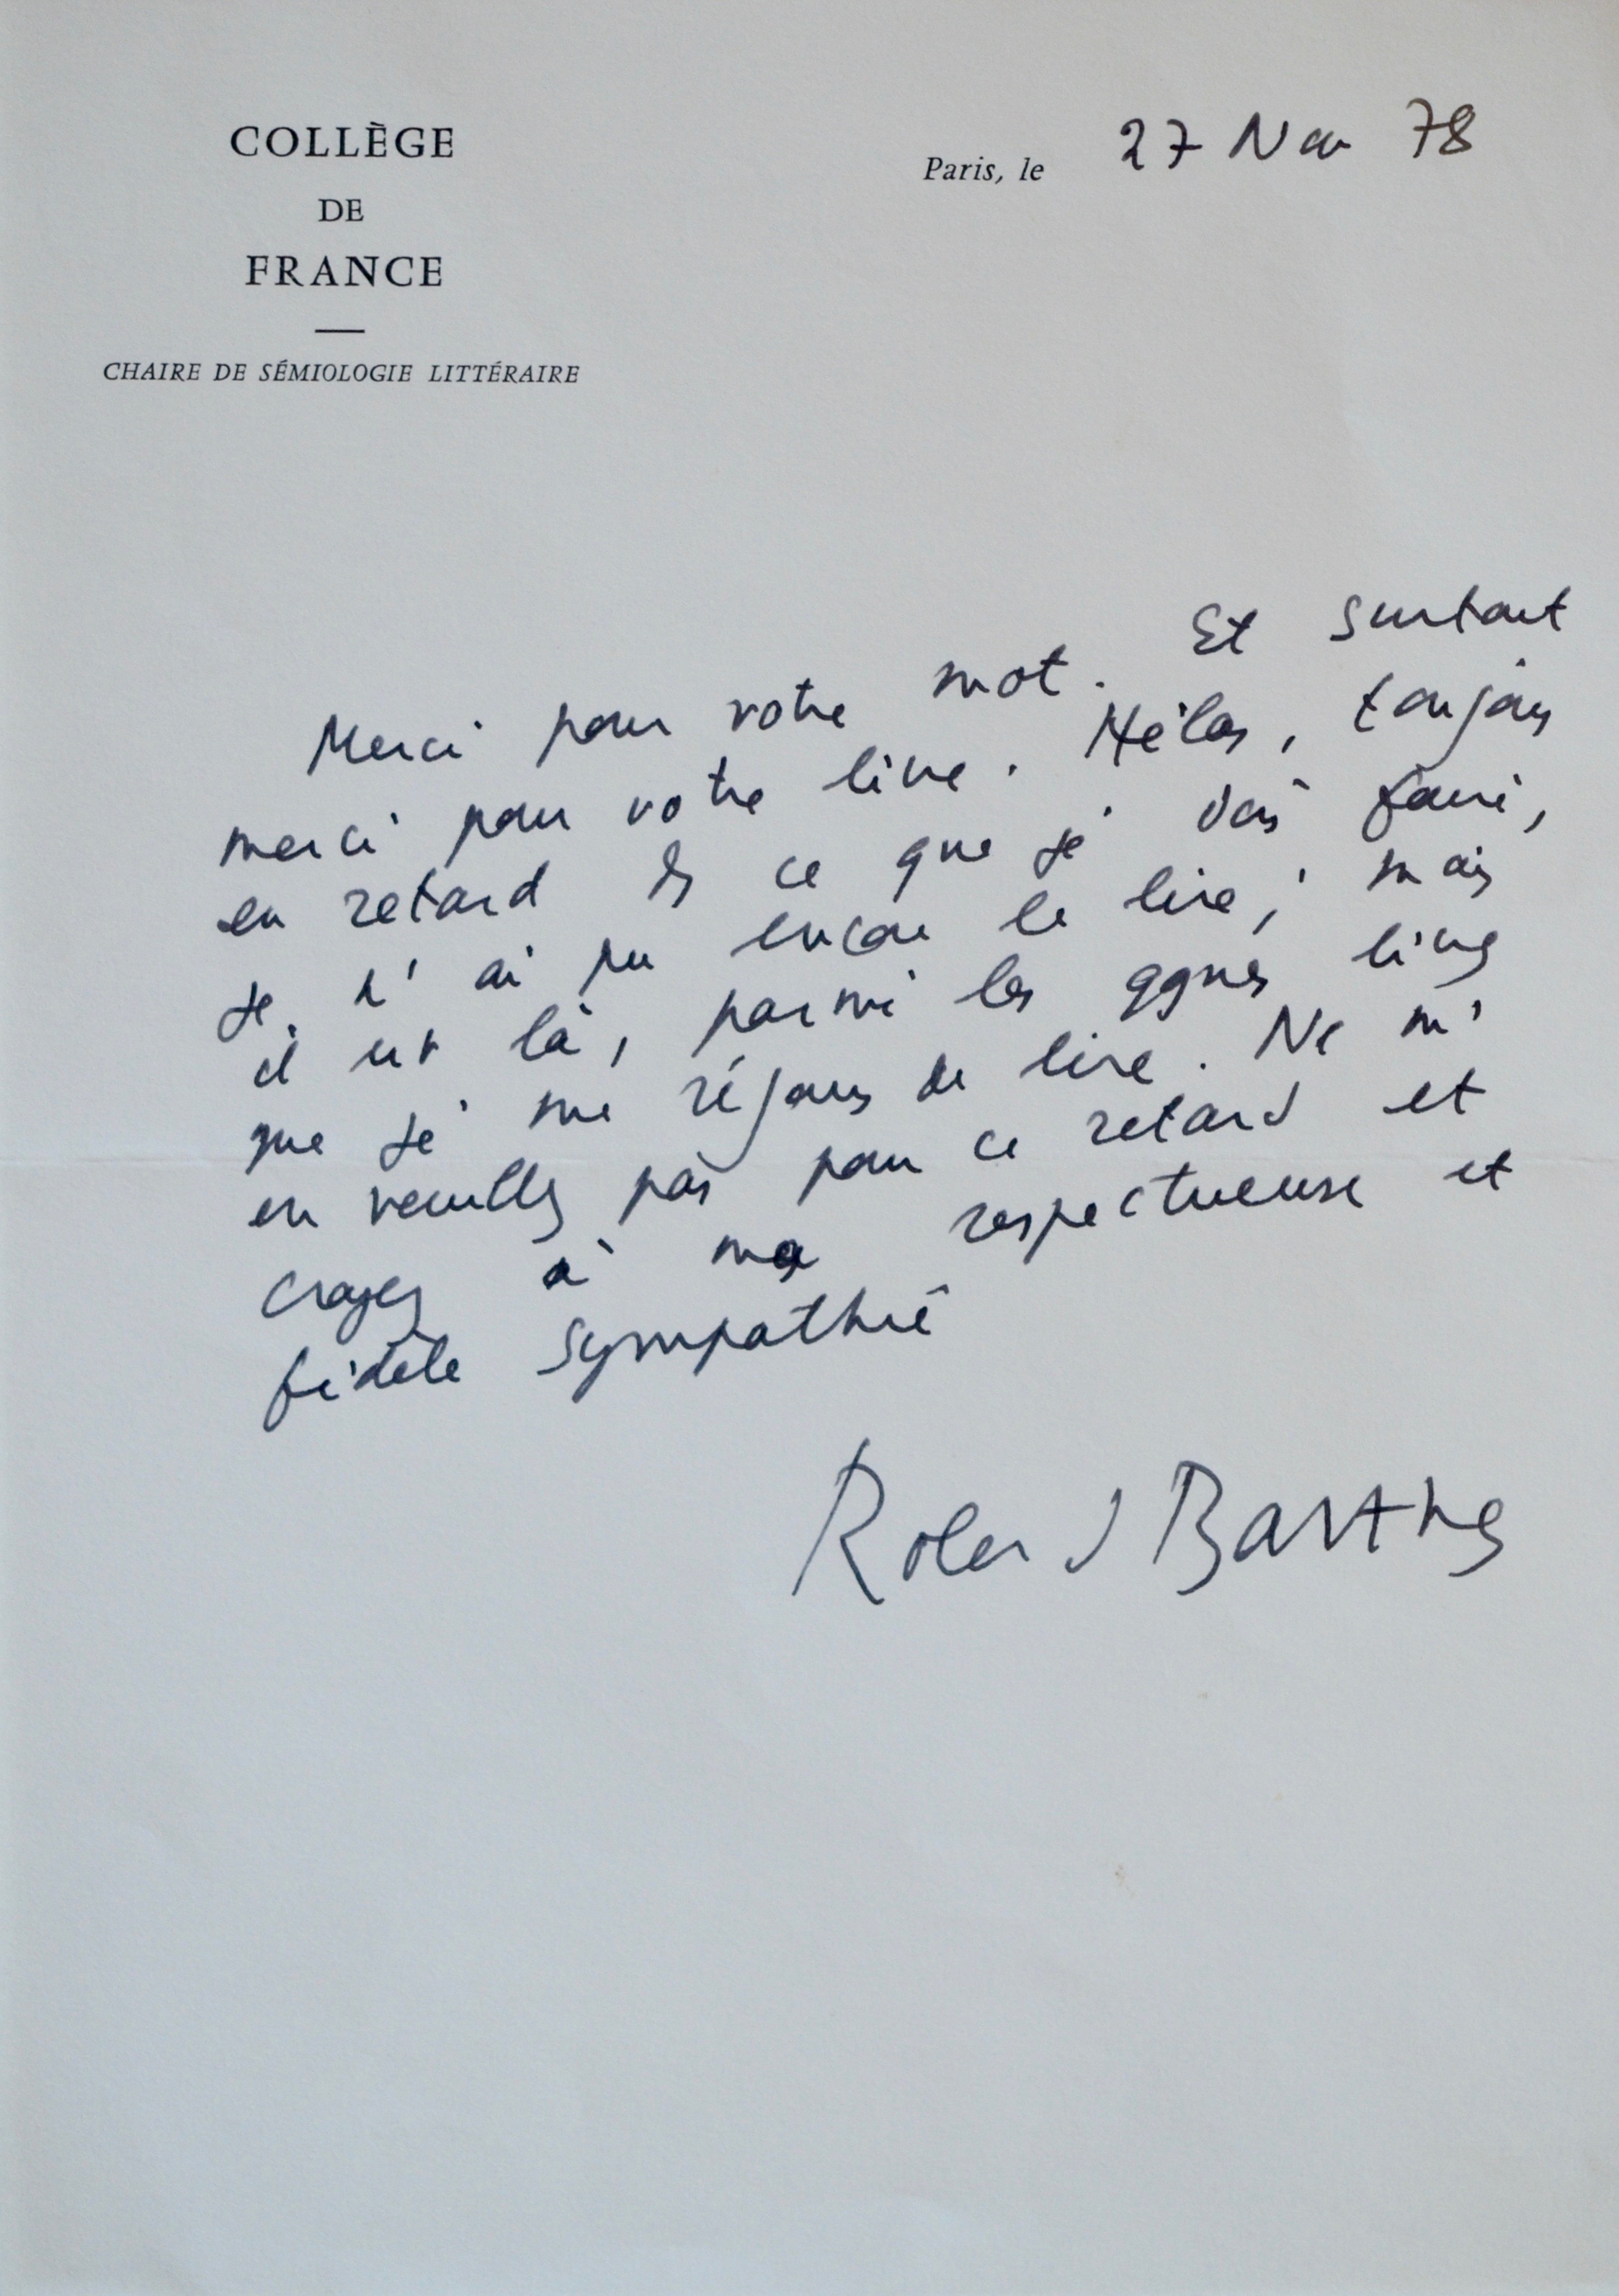 COLLÈGE
DE
FRANCE
CHAIRE DE SÉMIOLOGIE LITTÉRAIRE
Paris, le 27 Nov 78
Merci pour votre mot. Et surtout
merci pour votre livre. Hélas, toujours
en retard ds ce que je dois faire,
je n'ai pu encore le lire ; mais
il est là, parmi les qques livres
que je me réjouis de lire. Ne m'
en veuillez pas pour ce retard et
croyez à ma respectueuse et
fidèle sympathie
Roland Barthes